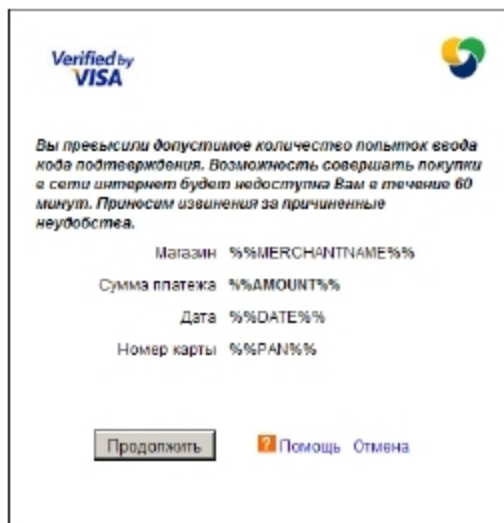 Verified by
VISA
Вы превысили допустимое количество попыток ввода
кода подтверждения. Возможность совершать покупки
в сети интернет будет недоступна Вам в течение 60
минут. Приносим извинения за причиненные
неудобства.
Магазин %%MERCHANTNAME%%
Сумма платежа %%AMOUNT%%
Дата %%DATE%%
Номер карты %%PAN%%
Продолжить ? Помощь Отмена